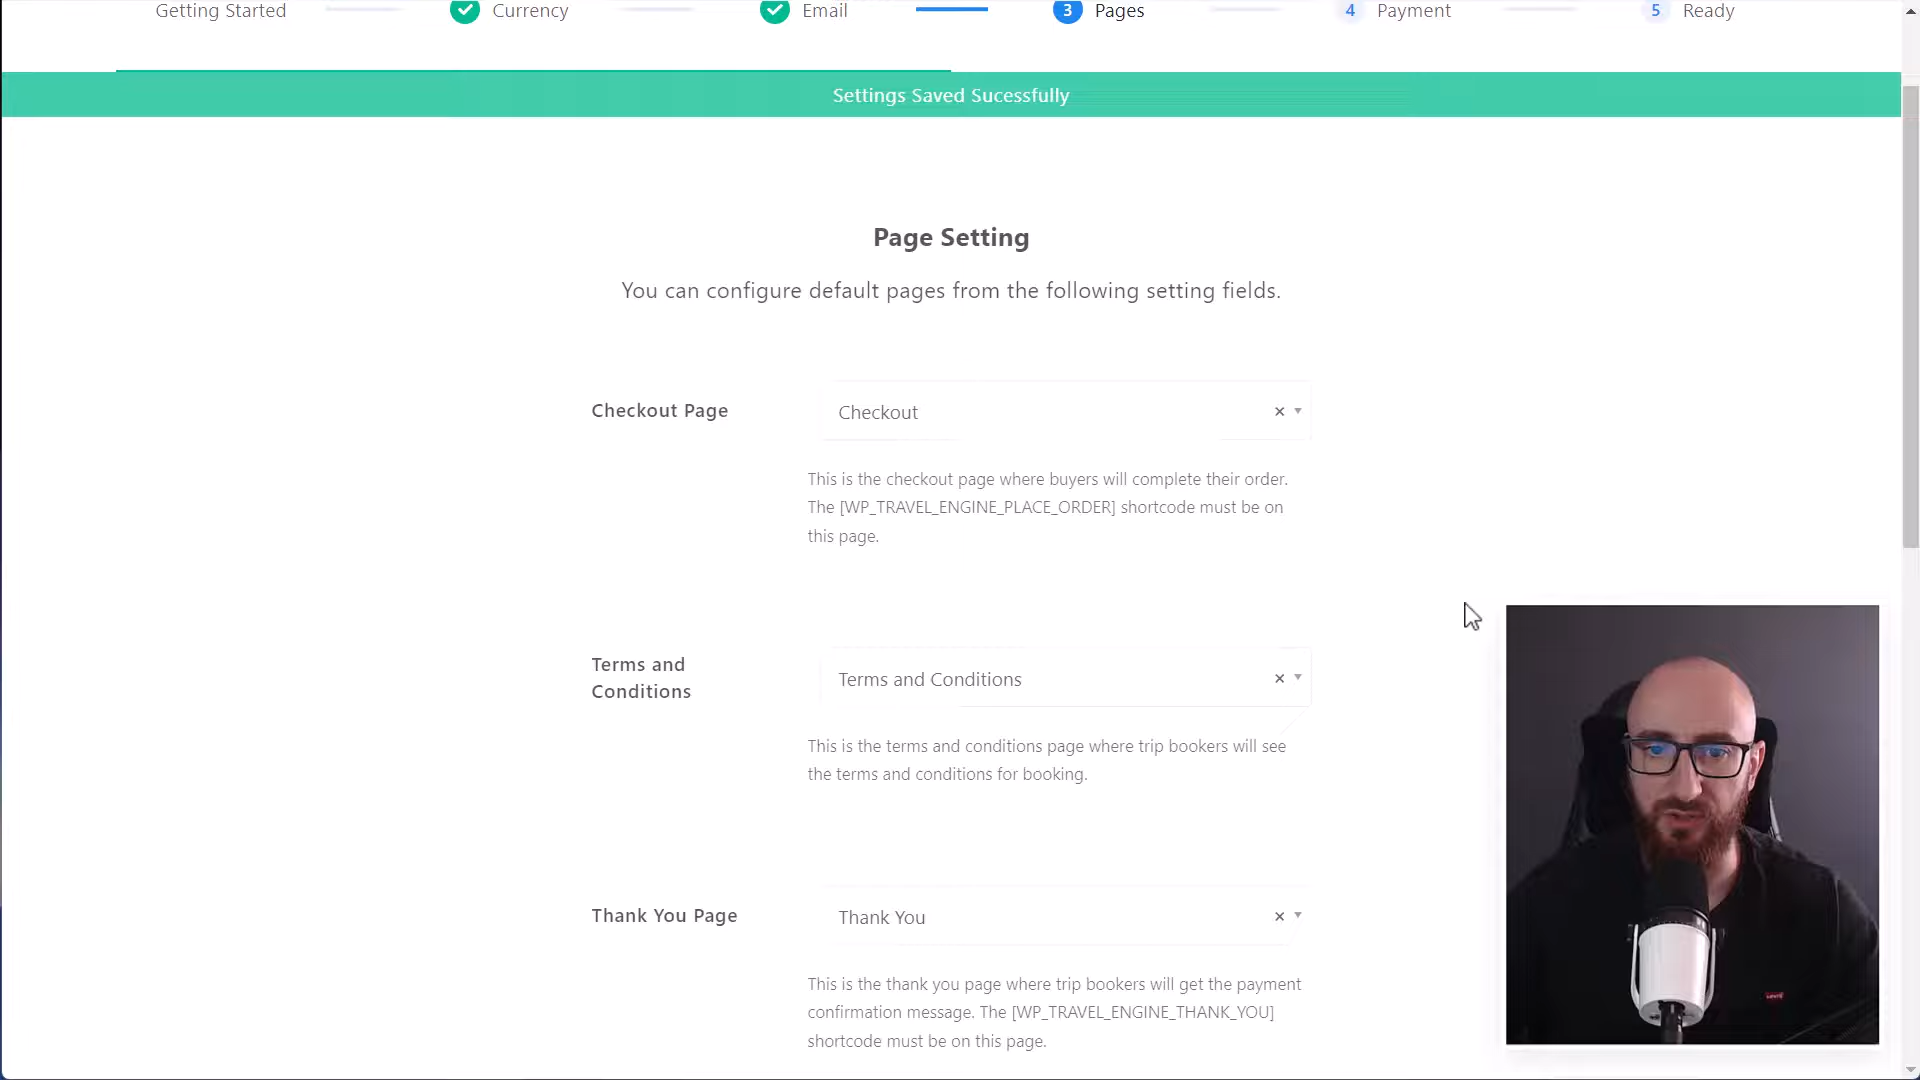 Getting Started
Currency
Email
3 Pages
4 Payment
5 Ready
Settings Saved Sucessfully
Page Setting
You can configure default pages from the following setting fields.
Checkout Page
Checkout × ▾
This is the checkout page where buyers will complete their order.
The [WP_TRAVEL_ENGINE_PLACE_ORDER] shortcode must be on
this page.
Terms and
Conditions
Terms and Conditions × ▾
This is the terms and conditions page where trip bookers will see
the terms and conditions for booking.
Thank You Page
Thank You × ▾
This is the thank you page where trip bookers will get the payment
confirmation message. The [WP_TRAVEL_ENGINE_THANK_YOU]
shortcode must be on this page.